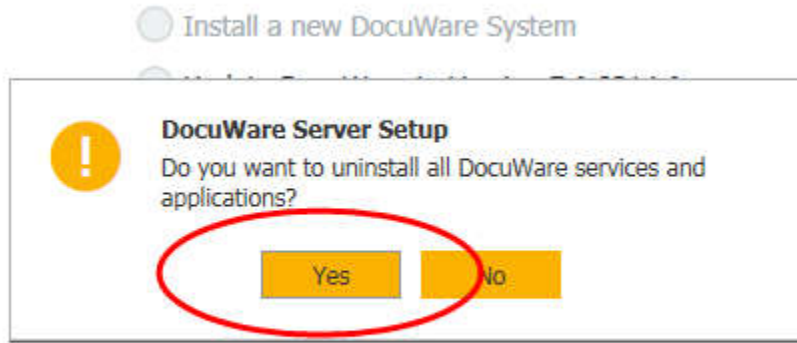 Install a new DocuWare System
DocuWare Server Setup
Do you want to uninstall all DocuWare services and
applications?
Yes
No